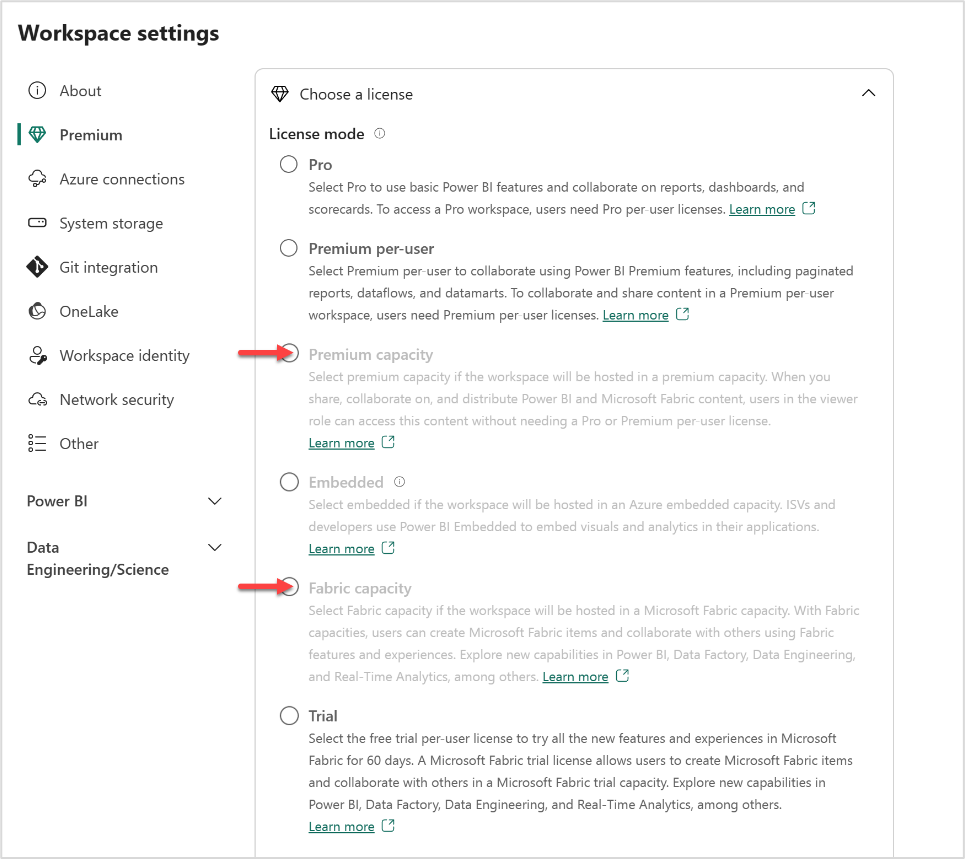 Workspace settings
About
Premium
Azure connections
System storage
Git integration
OneLake
Workspace identity
Network security
Other
Power BI
Data
Engineering/Science
Choose a license
License mode
Pro
Select Pro to use basic Power BI features and collaborate on reports, dashboards, and
scorecards. To access a Pro workspace, users need Pro per-user licenses. Learn more
Premium per-user
Select Premium per-user to collaborate using Power BI Premium features, including paginated
reports, dataflows, and datamarts. To collaborate and share content in a Premium per-user
workspace, users need Premium per-user licenses. Learn more
Premium capacity
Select premium capacity if the workspace will be hosted in a premium capacity. When you
share, collaborate on, and distribute Power BI and Microsoft Fabric content, users in the viewer
role can access this content without needing a Pro or Premium per-user license.
Learn more
Embedded
Select embedded if the workspace will be hosted in an Azure embedded capacity. ISVs and
developers use Power BI Embedded to embed visuals and analytics in their applications.
Learn more
Fabric capacity
Select Fabric capacity if the workspace will be hosted in a Microsoft Fabric capacity. With Fabric
capacities, users can create Microsoft Fabric items and collaborate with others using Fabric
features and experiences. Explore new capabilities in Power BI, Data Factory, Data Engineering,
and Real-Time Analytics, among others. Learn more
Trial
Select the free trial per-user license to try all the new features and experiences in Microsoft
Fabric for 60 days. A Microsoft Fabric trial license allows users to create Microsoft Fabric items
and collaborate with others in a Microsoft Fabric trial capacity. Explore new capabilities in
Power BI, Data Factory, Data Engineering, and Real-Time Analytics, among others.
Learn more